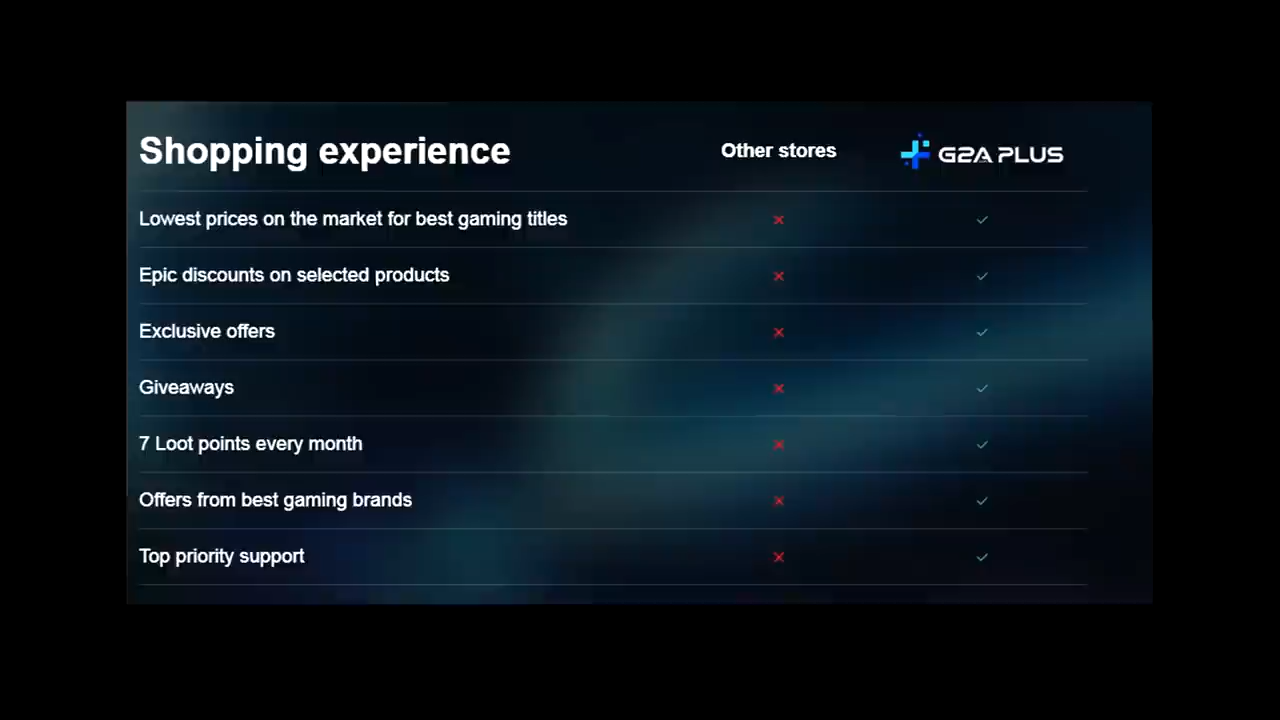 Shopping experience Other stores G2A PLUS
Lowest prices on the market for best gaming titles
Epic discounts on selected products
Exclusive offers
Giveaways
7 Loot points every month
Offers from best gaming brands
Top priority support